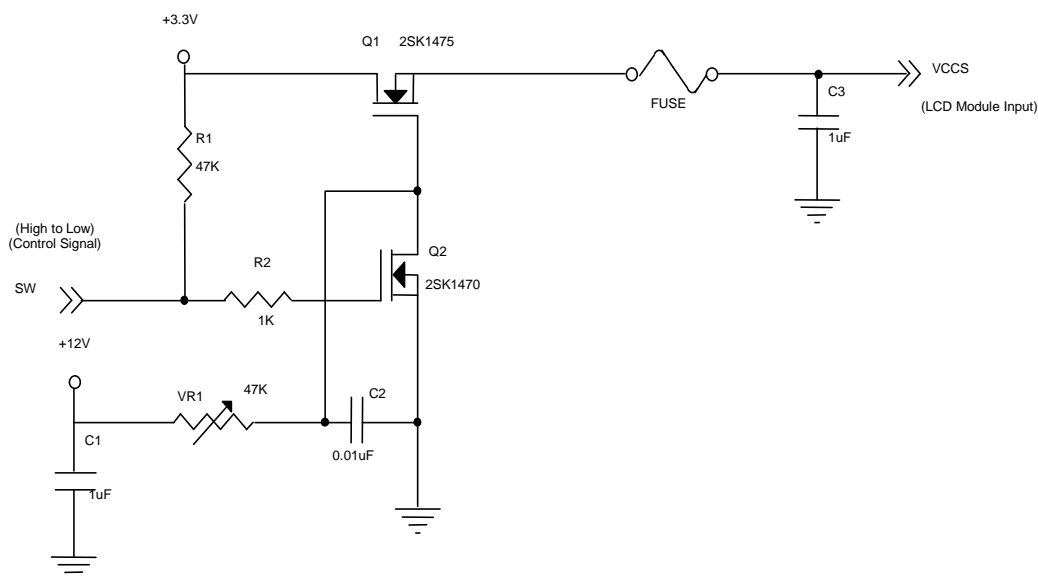 +3.3V
Q1 2SK1475
VCCS
FUSE
C3
(LCD Module Input)
1uF
R1
47K
(High to Low)
(Control Signal)
Q2
R2
2SK1470
SW
1K
+12V
VR1
47K
C2
C1
0.01uF
1uF